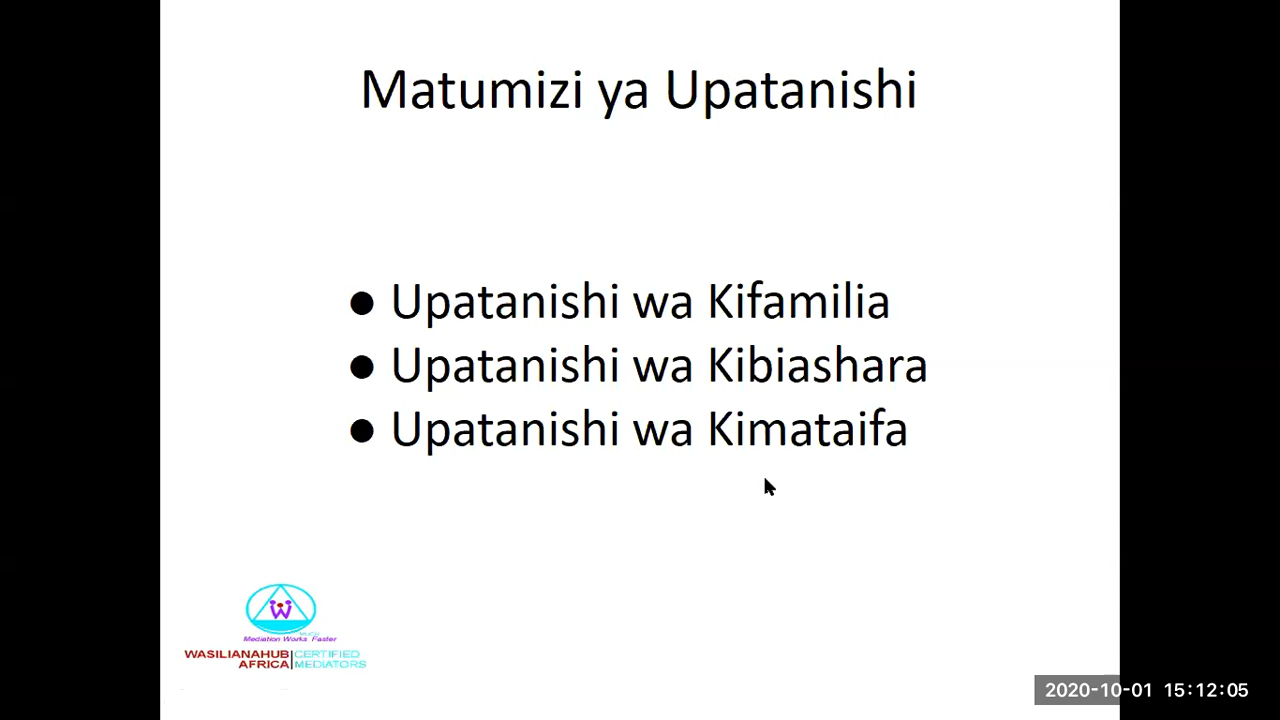 Matumizi ya Upatanishi
● Upatanishi wa Kifamilia
● Upatanishi wa Kibiashara
● Upatanishi wa Kimataifa
W
Mediation Works Faster
WASILIANAHUB|CERTIFIED
AFRICA|MEDIATORS
2020-10-01 15:12:05